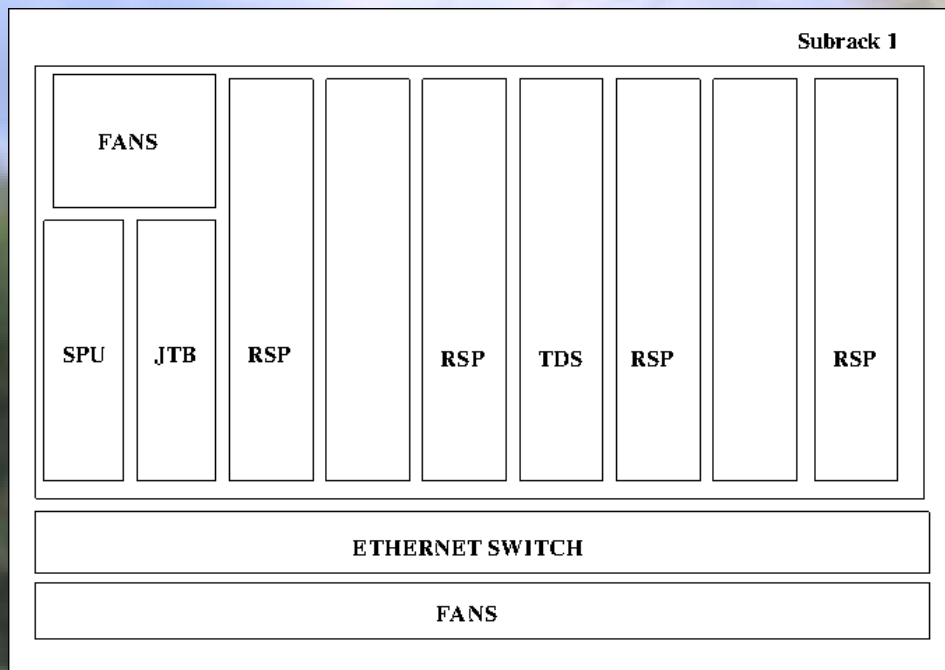 Subrack 1
FANS
SPU
JTB
RSP
RSP
TDS
RSP
RSP
ETHERNET SWITCH
FANS